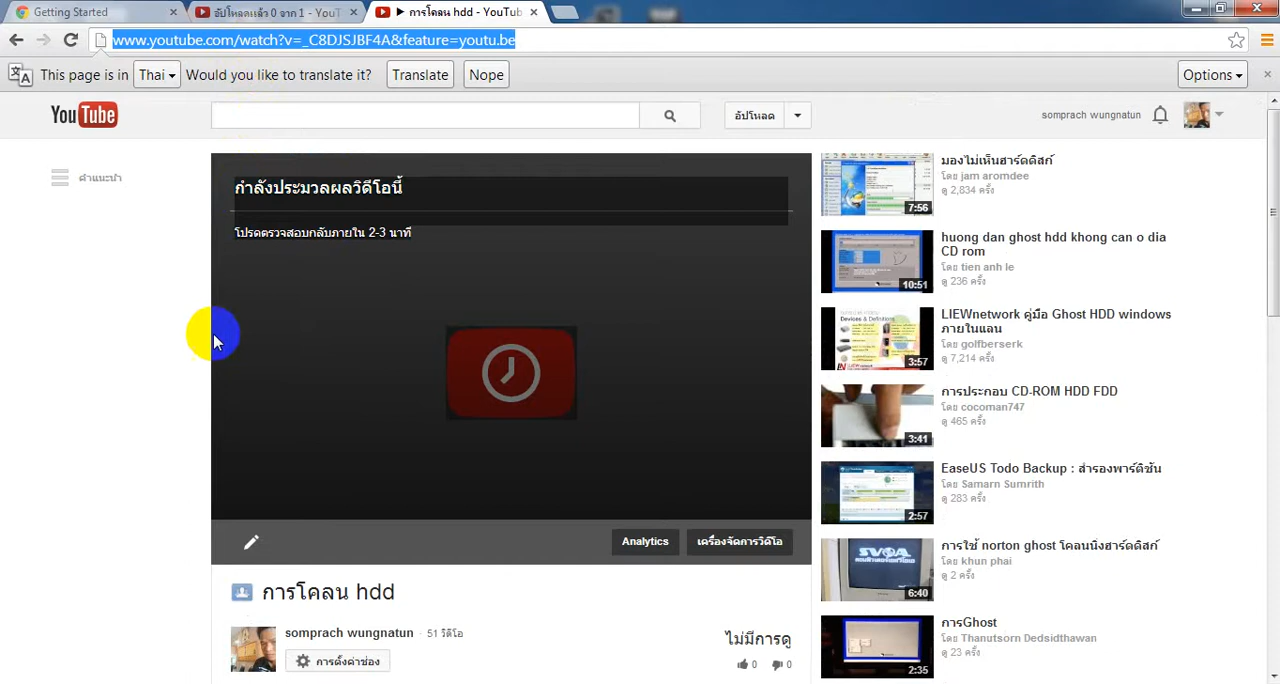 Getting Started
อัปโหลดแล้ว 0 จาก 1 - YouT
▶ การโคลน hdd - YouTub
www.youtube.com/watch?v=_C8DJSJBF4A&feature=youtu.be
This page is in Thai Would you like to translate it? Translate Nope Options
YouTube
อัปโหลด
somprach wungnatun
คำแนะนำ
กำลังประมวลผลวิดีโอนี้
โปรดตรวจสอบกลับภายใน 2-3 นาที
Analytics
เครื่องจัดการวิดีโอ
การโคลน hdd
somprach wungnatun · 51 วิดีโอ
การตั้งค่าช่อง
ไม่มีการดู
0 0
มองไม่เห็นฮาร์ดดิสก์
โดย jam aromdee
ดู 2,834 ครั้ง
7:56
huong dan ghost hdd khong can o dia
CD rom
โดย tien anh le
ดู 236 ครั้ง
10:51
LIEWnetwork คู่มือ Ghost HDD windows
ภายในแลน
โดย golfberserk
ดู 7,214 ครั้ง
3:57
การประกอบ CD-ROM HDD FDD
โดย cocoman747
ดู 465 ครั้ง
3:41
EaseUS Todo Backup : สำรองพาร์ติชัน
โดย Samarn Sumrith
ดู 283 ครั้ง
2:57
การใช้ norton ghost โคลนนิ่งฮาร์ดดิสก์
โดย khun phai
ดู 2 ครั้ง
SVOA
6:40
การGhost
โดย Thanutsorn Dedsidthawan
ดู 23 ครั้ง
2:35